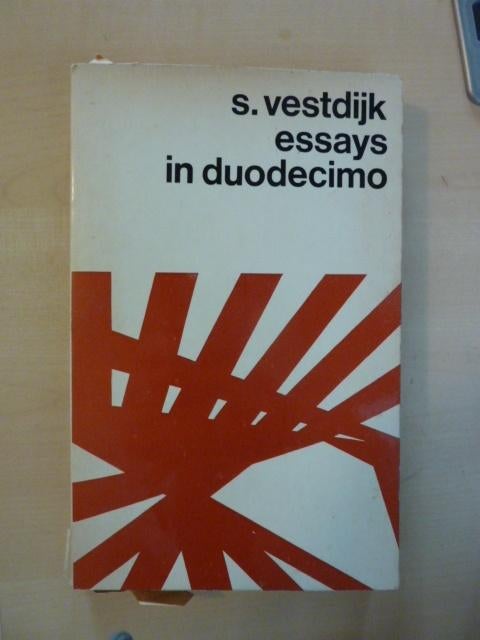 s. vestdijk
essays
in duodecimo